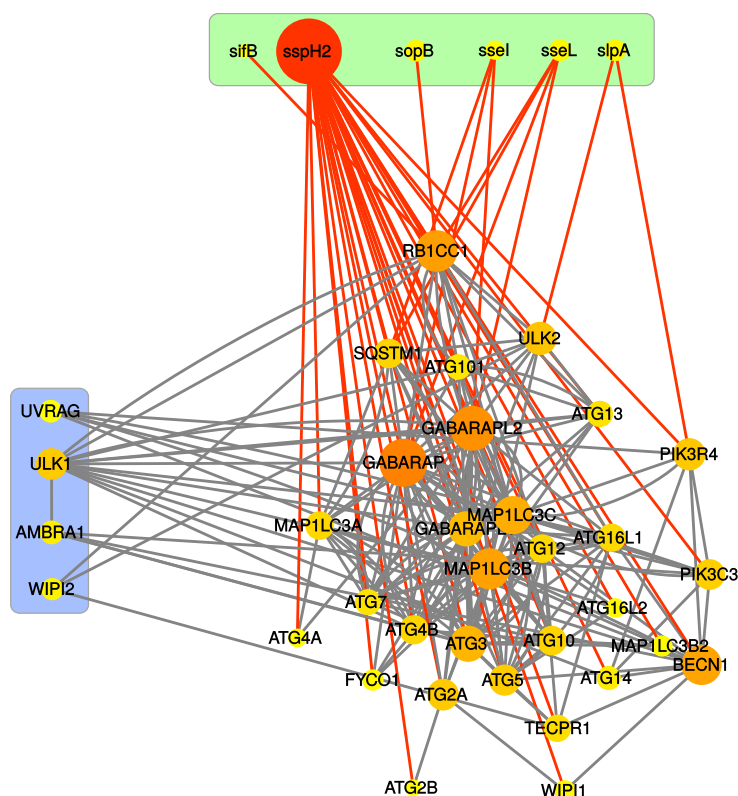 sifB
sspH2
sopB
sseI
sseL
slpA
RB1CC1
ULK2
SQSTM1
ATG101
UVRAG
ATG13
GABARAPL2
ULK1
GABARAP
PIK3R4
MAP1LC3C
MAP1LC3A
GABARAPL
AMBRA1
ATG12
ATG16L1
MAP1LC3B
PIK3C3
WIPI2
ATG7
ATG16L2
ATG4A
ATG4B
ATG3
ATG10
MAP1LC3B2
BECN1
FYCO1
ATG5
ATG14
ATG2A
TECPR1
ATG2B
WIPI1